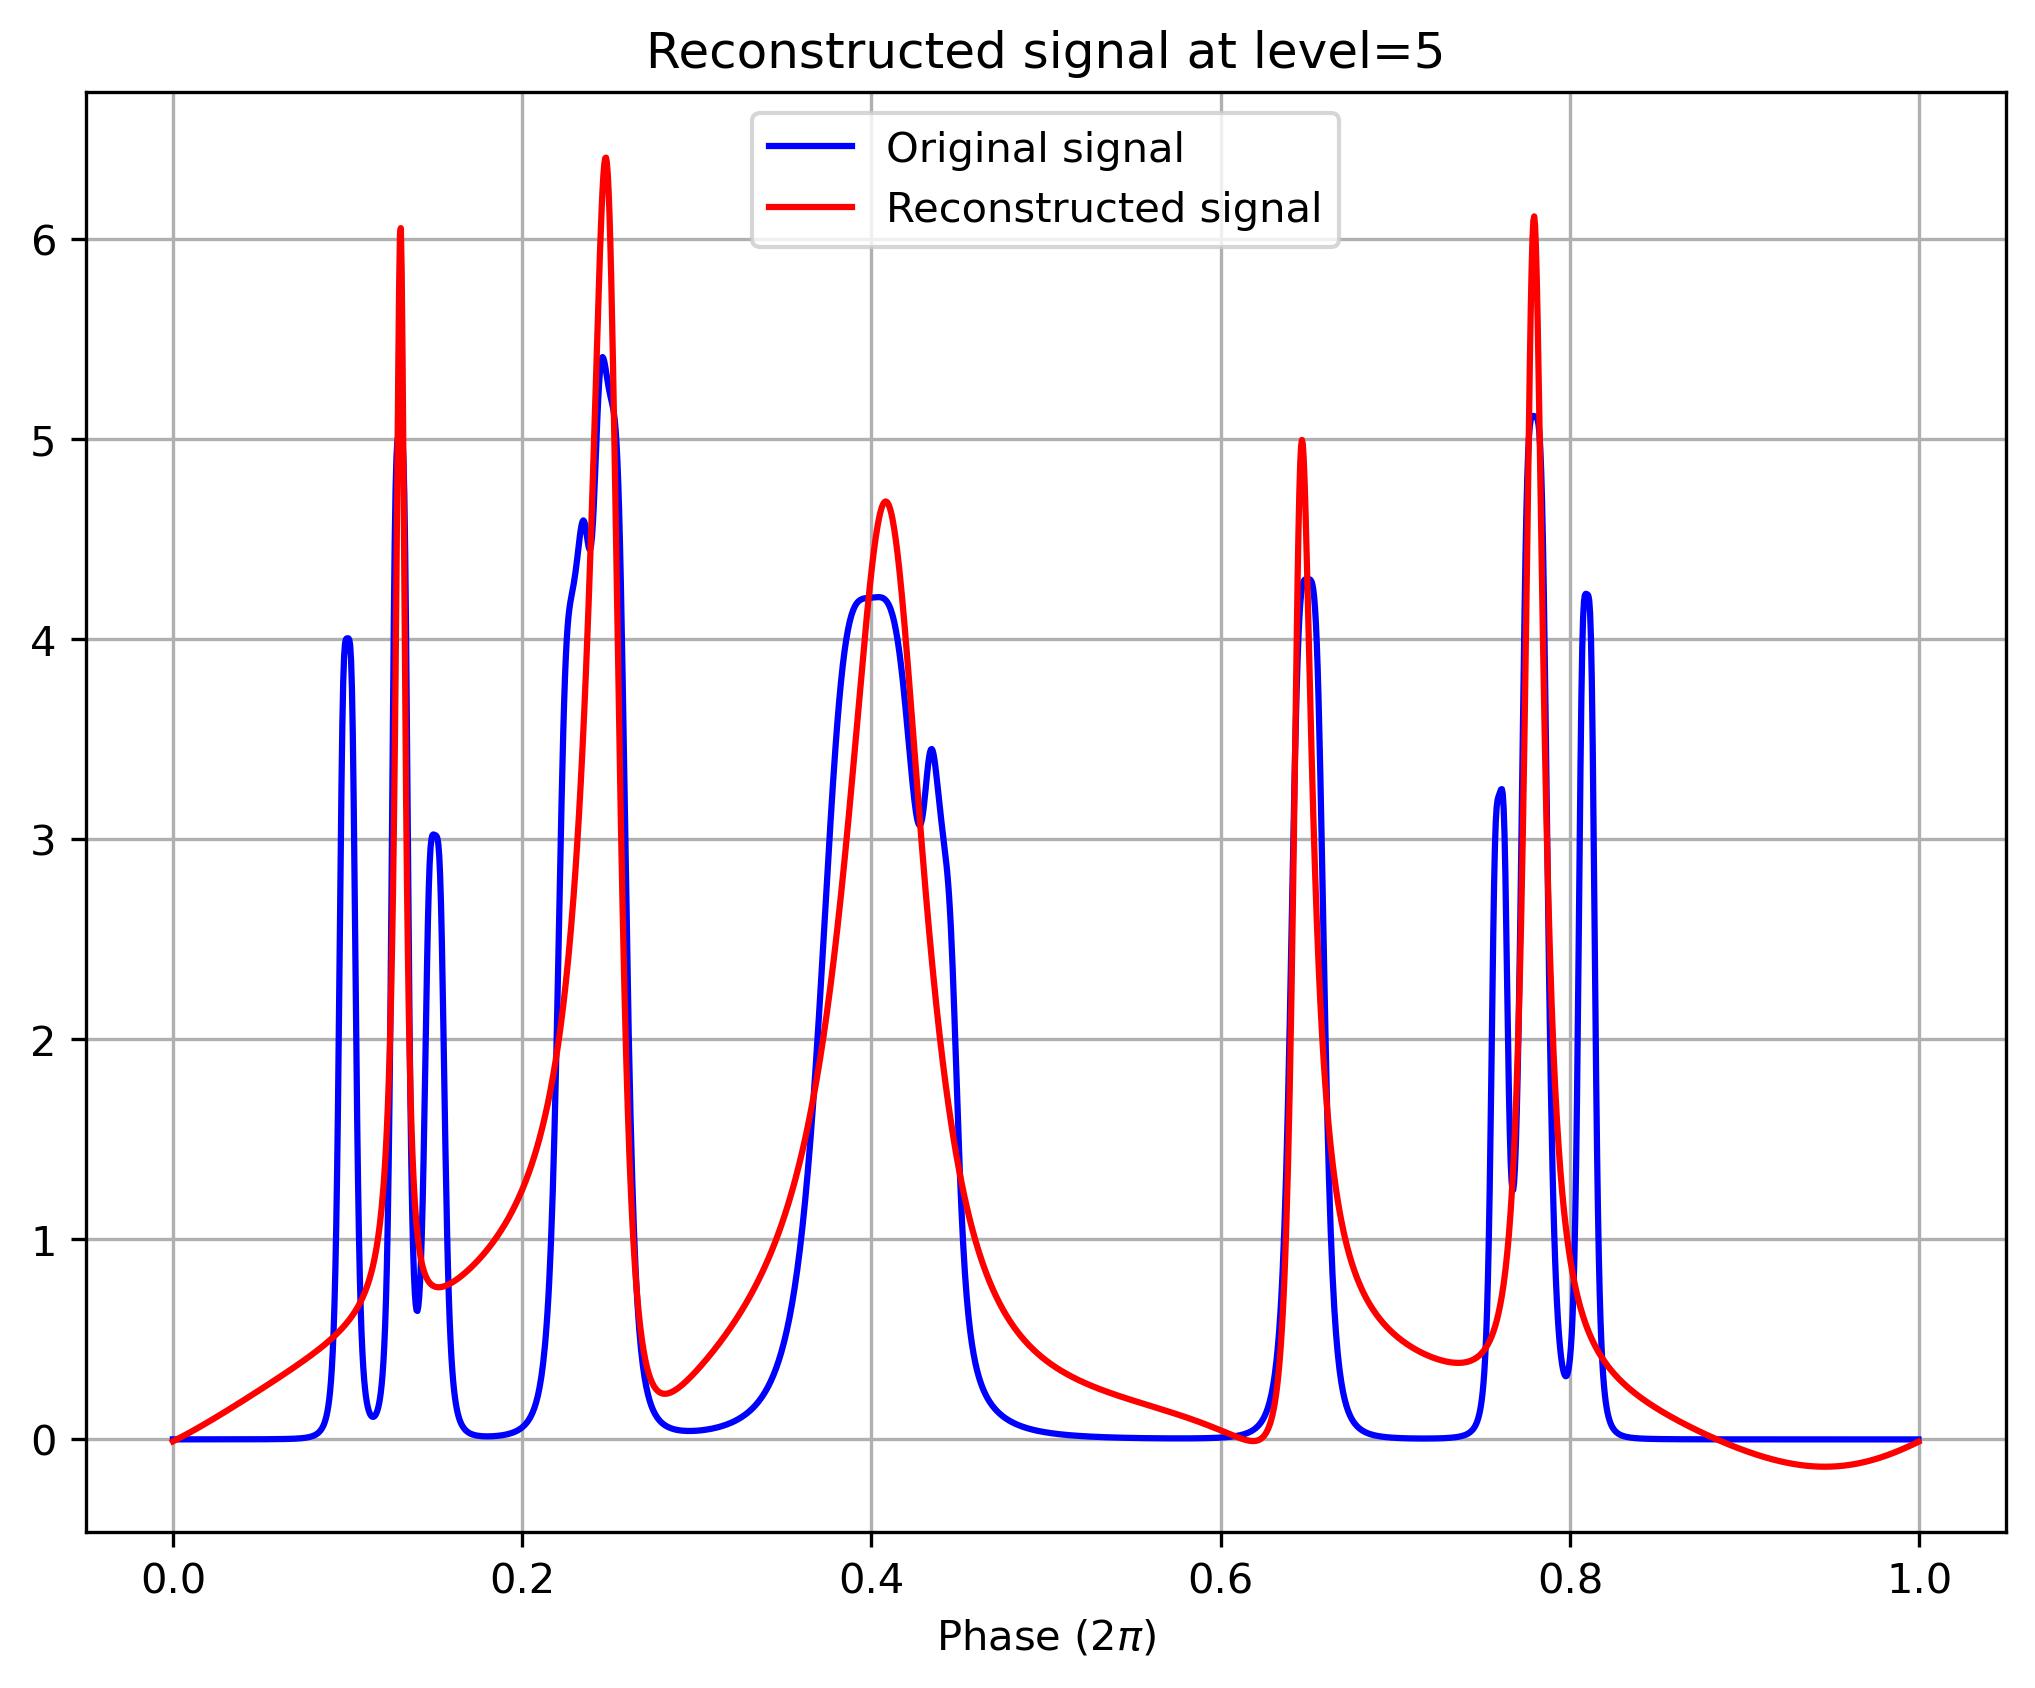 Reconstructed signal at level=5
Original signal
Reconstructed signal
6
5
4
3
2
1
0
0.0 0.2 0.4 0.6 0.8 1.0
Phase (2π)